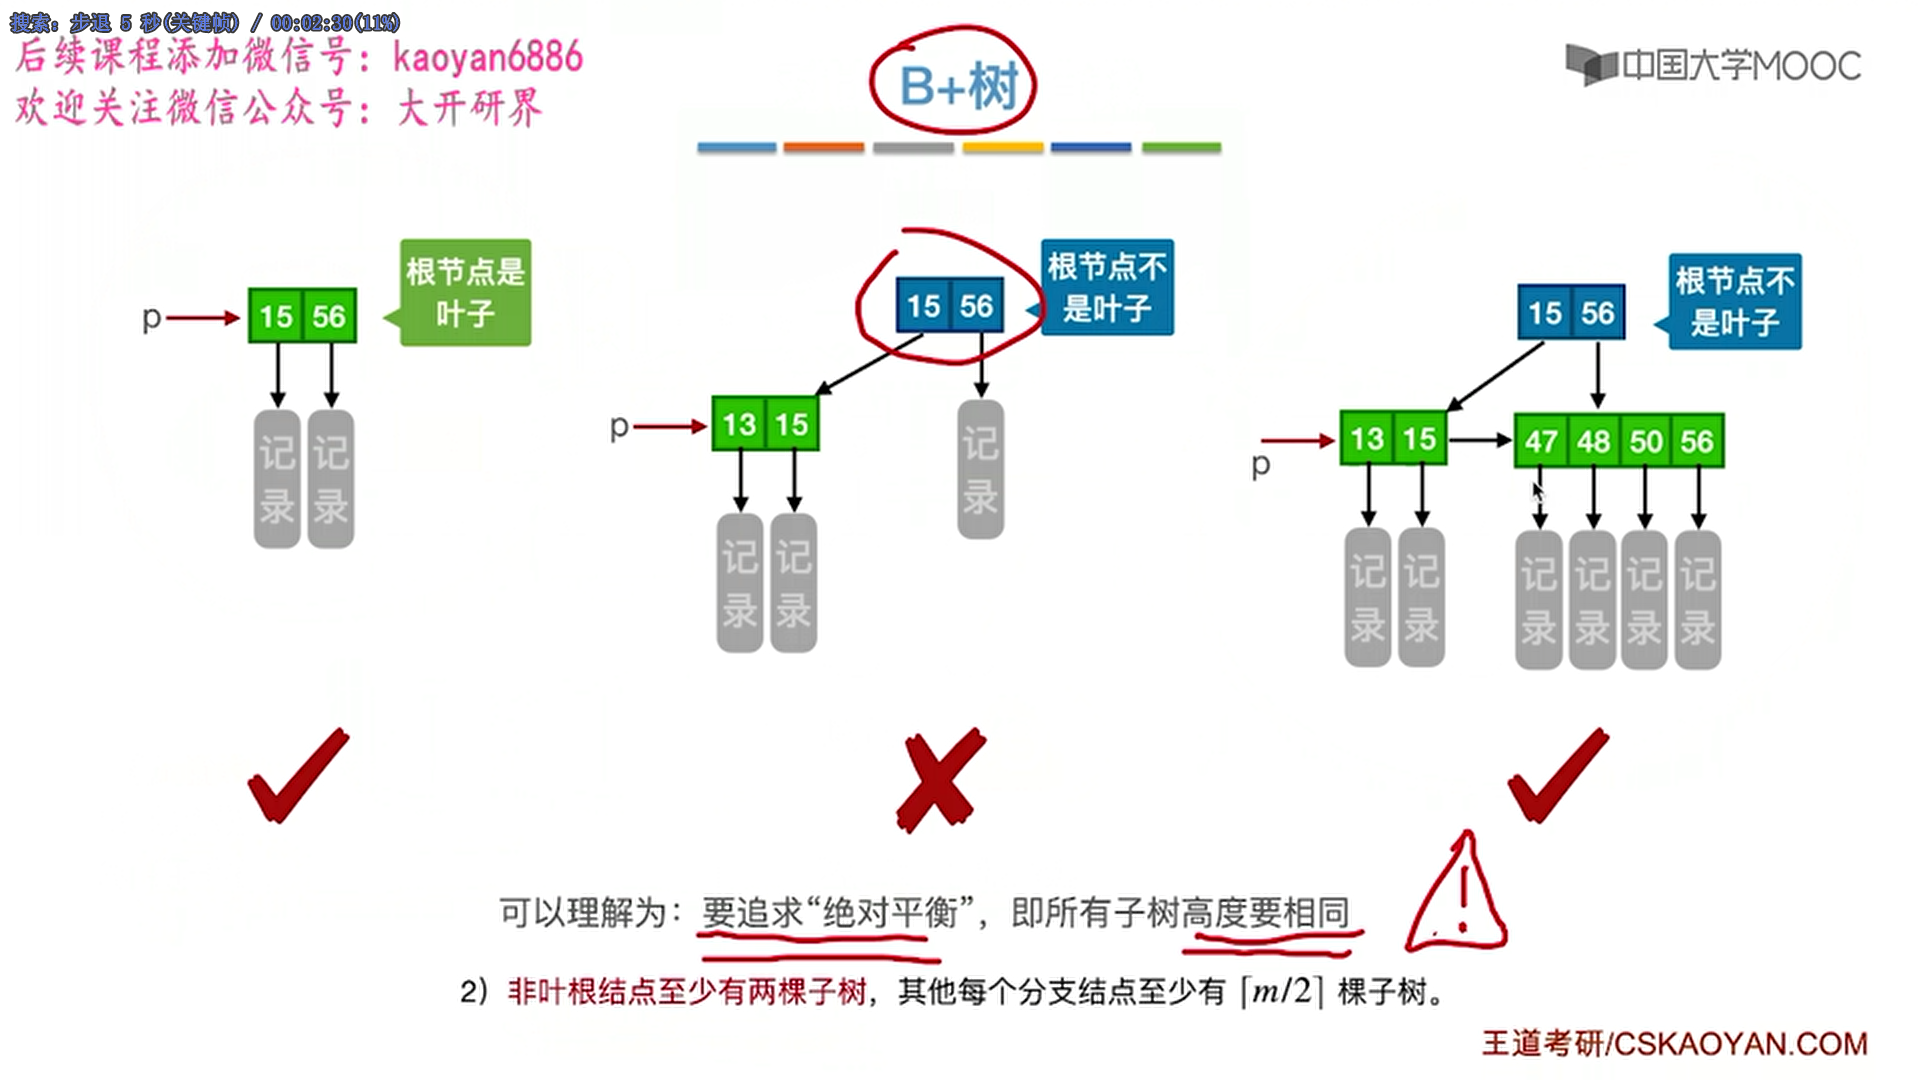 搜索: 步退 5 秒(关键帧) / 00:02:30(11%)
后续课程添加微信号：kaoyan6886
欢迎关注微信公众号：大开研界
B+树
中国大学MOOC
根节点是
叶子
p
15 56
记录 记录
根节点不
是叶子
15 56
p
13 15
记录
记录 记录
根节点不
是叶子
15 56
p
13 15 47 48 50 56
记录 记录 记录 记录 记录 记录
可以理解为：要追求“绝对平衡”，即所有子树高度要相同
2）非叶根结点至少有两棵子树，其他每个分支结点至少有 ⌈m/2⌉ 棵子树。
王道考研/CSKAOYAN.COM